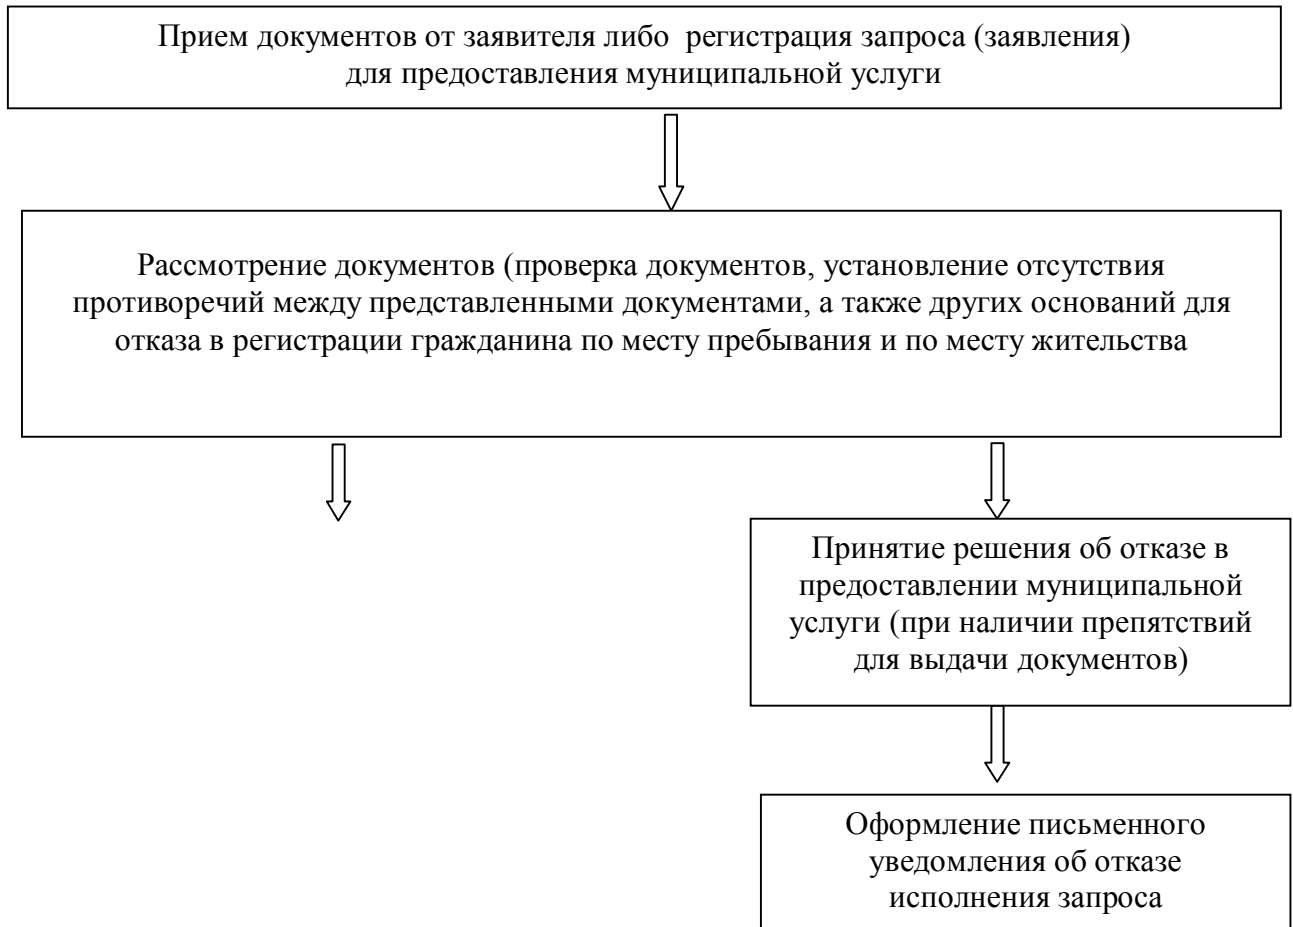 Прием документов от заявителя либо регистрация запроса (заявления)
для предоставления муниципальной услуги
Рассмотрение документов (проверка документов, установление отсутствия
противоречий между представленными документами, а также других оснований для
отказа в регистрации гражданина по месту пребывания и по месту жительства
Принятие решения об отказе в
предоставлении муниципальной
услуги (при наличии препятствий
для выдачи документов)
Оформление письменного
уведомления об отказе
исполнения запроса